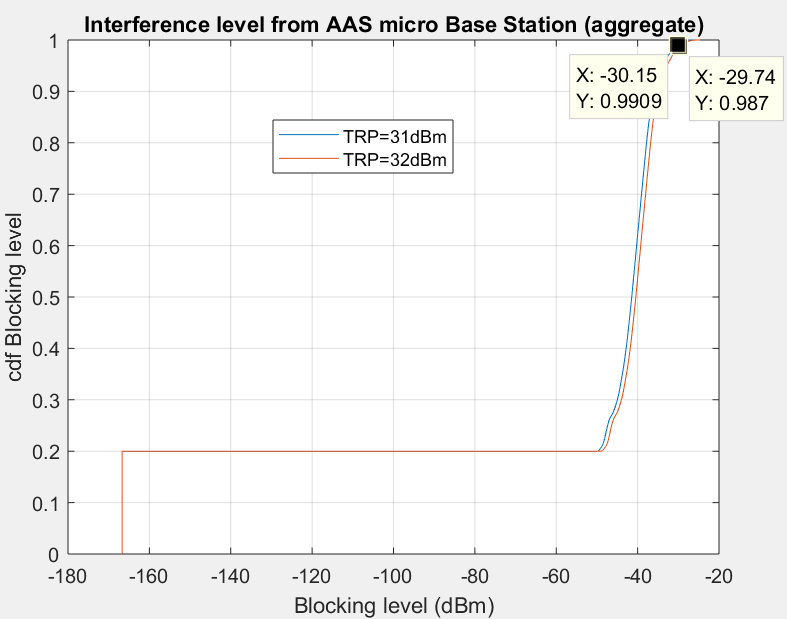 Interference level from AAS micro Base Station (aggregate)
1
0.9
0.8
0.7
0.6
0.5
0.4
0.3
0.2
0.1
0
cdf Blocking level
X: -30.15
Y: 0.9909
X: -29.74
Y: 0.987
TRP=31dBm
TRP=32dBm
-180 -160 -140 -120 -100 -80 -60 -40 -20
Blocking level (dBm)